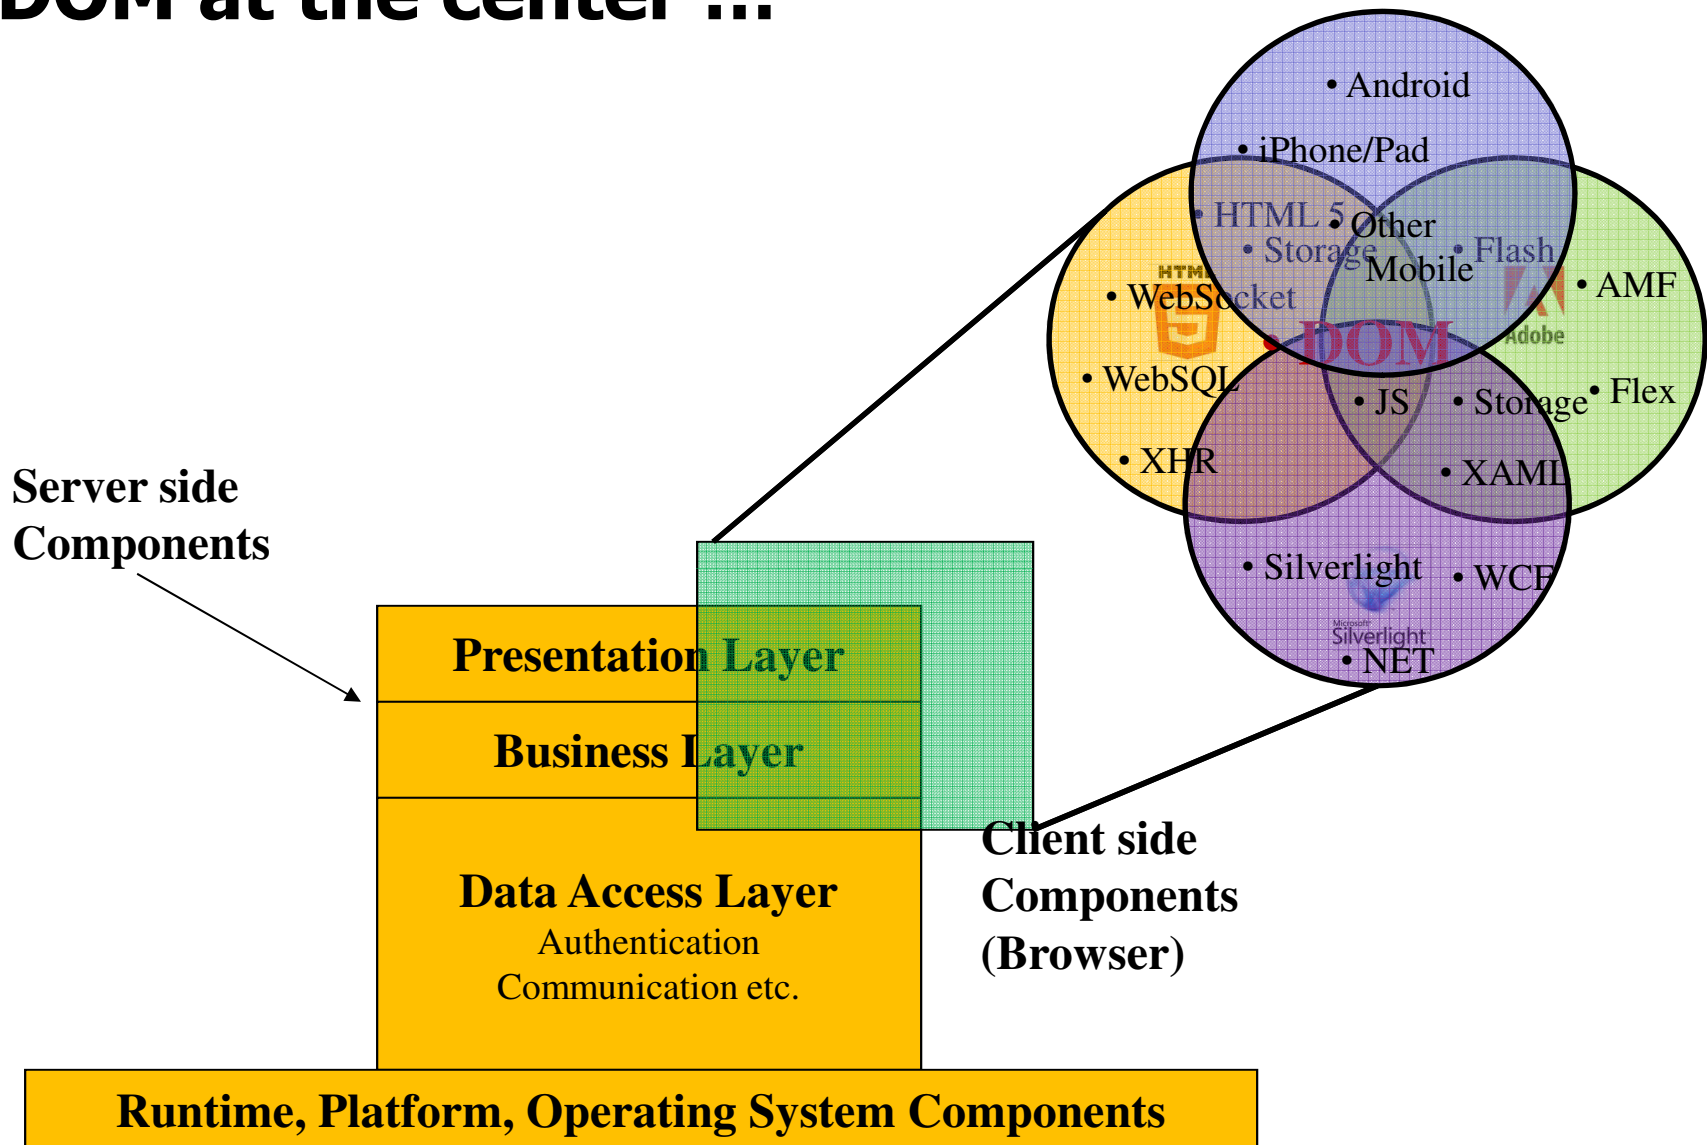 DOM at the center ...
• Android
• iPhone/Pad
• HTML 5
• Other
Mobile
• Storage
• Flash
HTML
• WebSocket
• AMF
Adobe
• DOM
• WebSQL
• JS
• Storage
• Flex
• XHR
• XAML
• Silverlight
• WCF
Microsoft
Silverlight
• NET
Server side
Components
Presentation Layer
Business Layer
Data Access Layer
Authentication
Communication etc.
Client side
Components
(Browser)
Runtime, Platform, Operating System Components